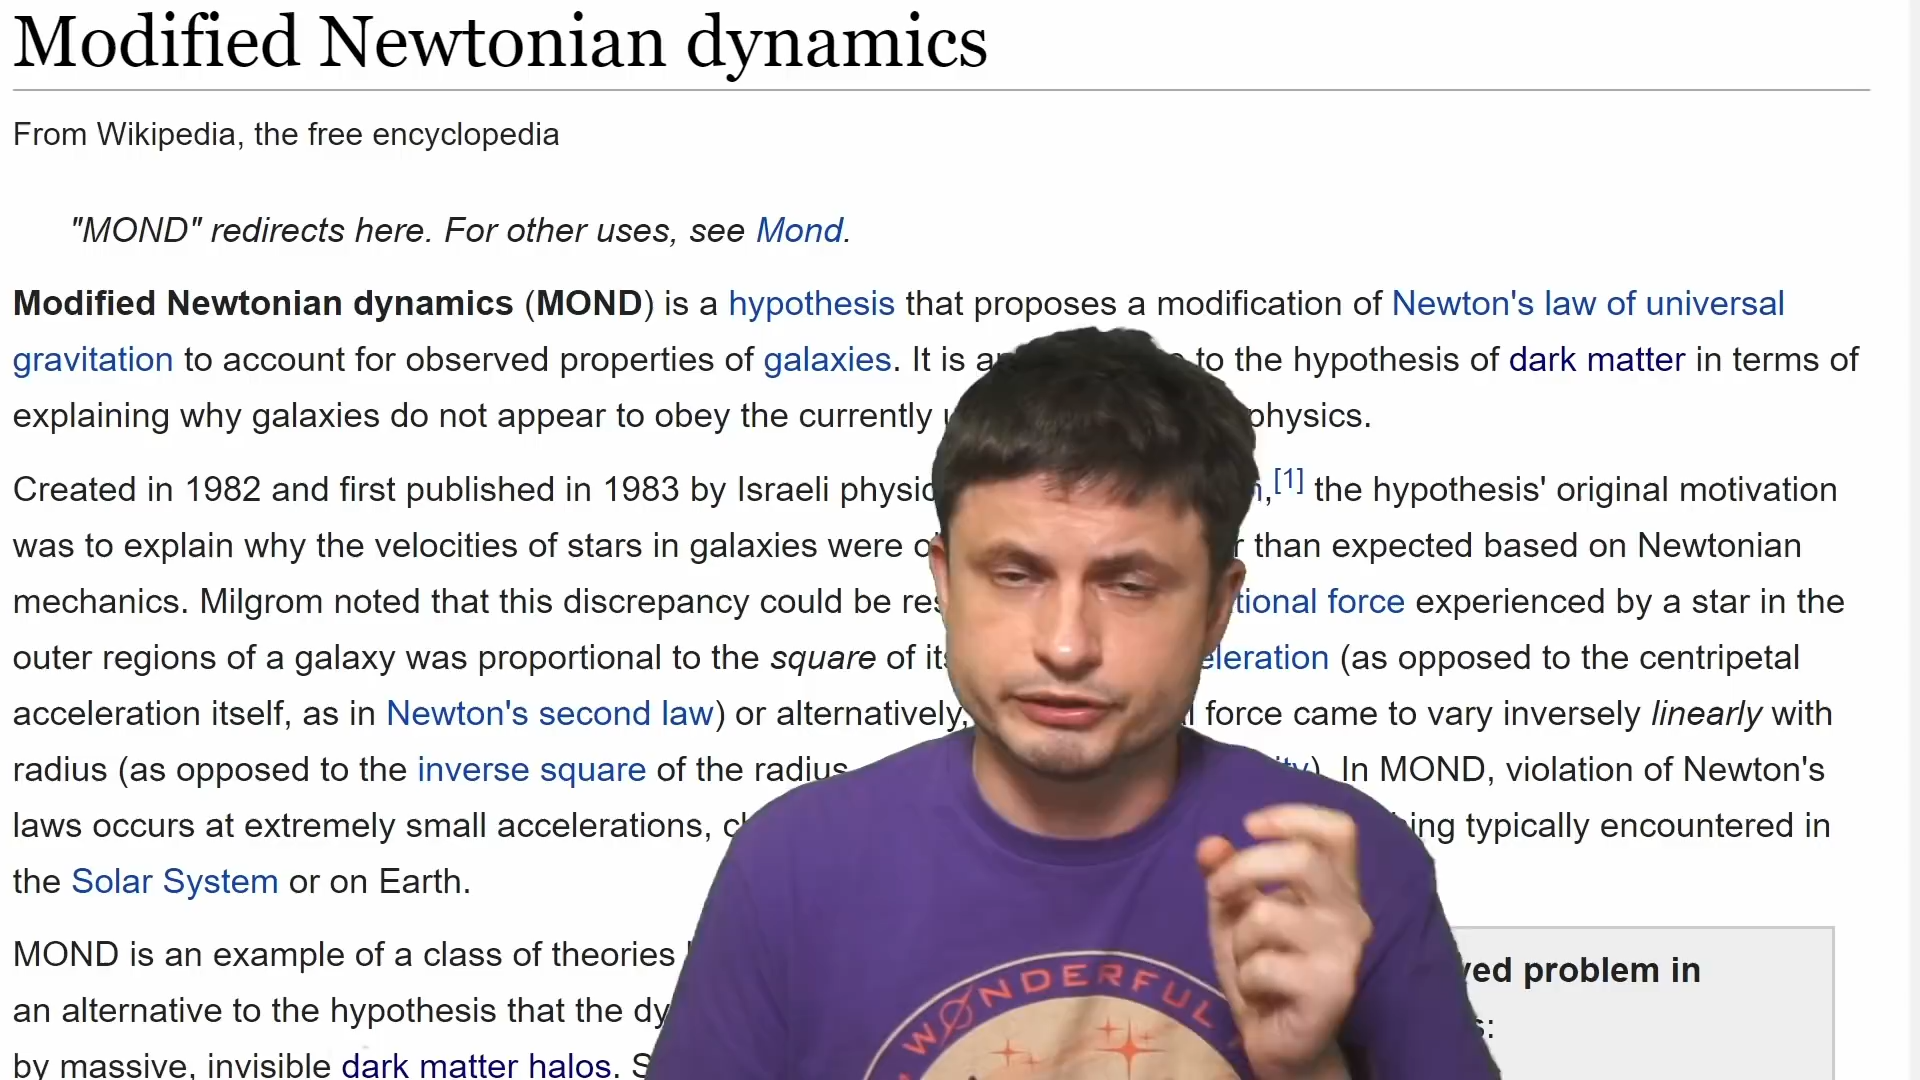 Modified Newtonian dynamics
From Wikipedia, the free encyclopedia
"MOND" redirects here. For other uses, see Mond.
Modified Newtonian dynamics (MOND) is a hypothesis that proposes a modification of Newton's law of universal
gravitation to account for observed properties of galaxies. It is to the hypothesis of dark matter in terms of
explaining why galaxies do not appear to obey the currently physics.
Created in 1982 and first published in 1983 by Israeli ,[1] the hypothesis' original motivation
was to explain why the velocities of stars in galaxies were than expected based on Newtonian
mechanics. Milgrom noted that this discrepancy could be force experienced by a star in the
outer regions of a galaxy was proportional to the square of (as opposed to the centripetal
acceleration itself, as in Newton's second law) or alternatively, force came to vary inversely linearly with
radius (as opposed to the inverse square of the radius ). In MOND, violation of Newton's
laws occurs at extremely small accelerations, typically encountered in
the Solar System or on Earth.
MOND is an example of a class of theories
an alternative to the hypothesis that the
by massive, invisible dark matter halos.
problem in
WONDERFUL